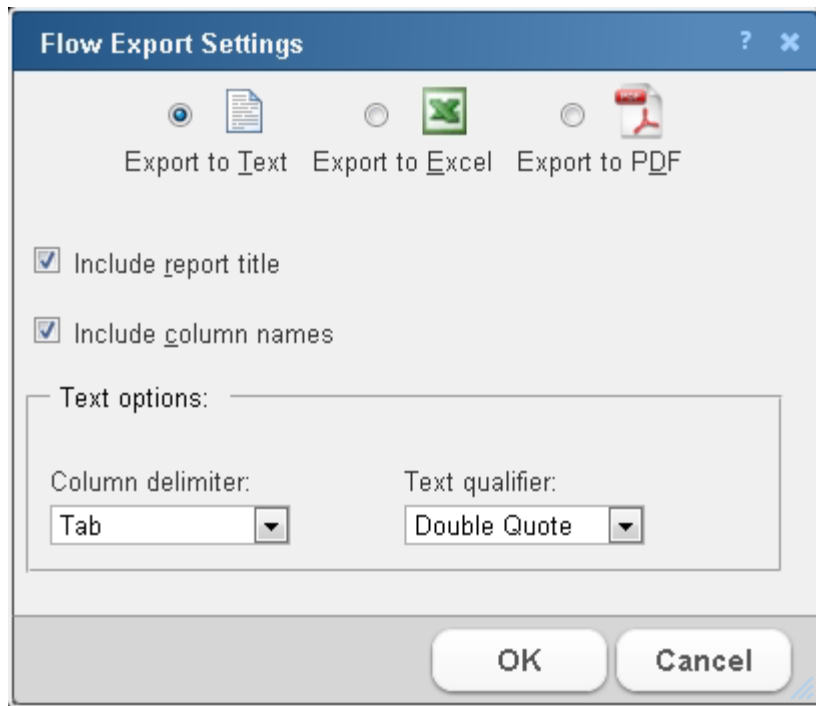 Flow Export Settings ?
Export to Text Export to Excel Export to PDF
Include report title
Include column names
Text options:
Column delimiter: Text qualifier:
Tab Double Quote
OK Cancel